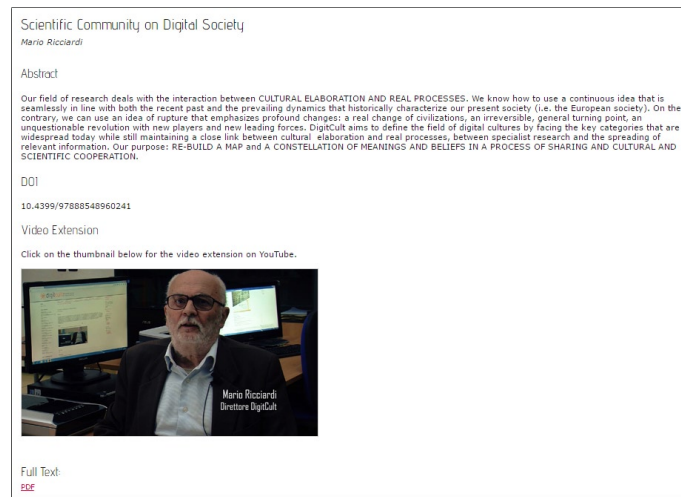 Scientific Community on Digital Society
Mario Ricciardi
Abstract
Our field of research deals with the interaction between CULTURAL ELABORATION AND REAL PROCESSES. We know how to use a continuous idea that is
seamlessly in line with both the recent past and the prevailing dynamics that historically characterize our present society (i.e. the European society). On the
contrary, we can use an idea of rupture that emphasizes profound changes: a real change of civilizations, an irreversible, general turning point, an
unquestionable revolution with new players and new leading forces. DigitCult aims to define the field of digital cultures by facing the key categories that are
widespread today while still maintaining a close link between cultural elaboration and real processes, between specialist research and the spreading of
relevant information. Our purpose: RE-BUILD A MAP and A CONSTELLATION OF MEANINGS AND BELIEFS IN A PROCESS OF SHARING AND CULTURAL AND
SCIENTIFIC COOPERATION.
DOI
10.4399/97888548960241
Video Extension
Click on the thumbnail below for the video extension on YouTube.
Mario Ricciardi
Direttore DigitCult
Full Text:
PDF